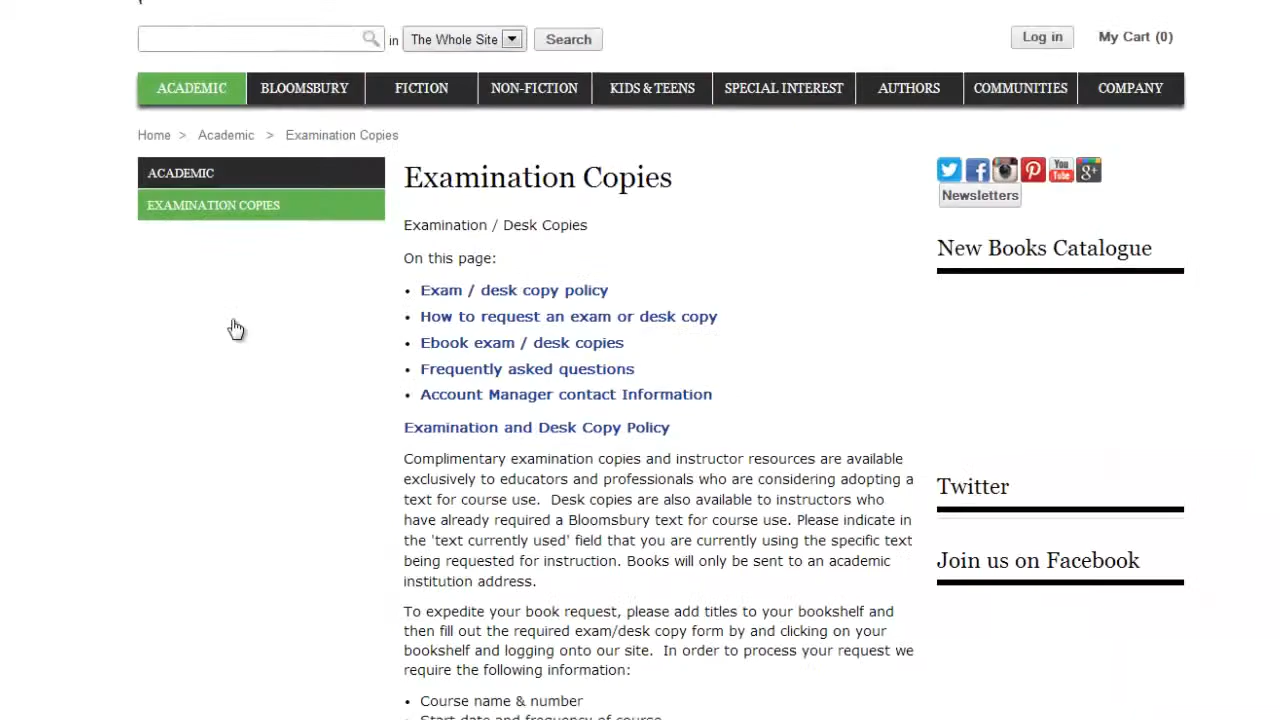 in The Whole Site Search
Log in My Cart (0)
ACADEMIC BLOOMSBURY FICTION NON-FICTION KIDS & TEENS SPECIAL INTEREST AUTHORS COMMUNITIES COMPANY
Home > Academic > Examination Copies
ACADEMIC
EXAMINATION COPIES
Examination Copies
Examination / Desk Copies
On this page:
• Exam / desk copy policy
• How to request an exam or desk copy
• Ebook exam / desk copies
• Frequently asked questions
• Account Manager contact Information
Examination and Desk Copy Policy
Complimentary examination copies and instructor resources are available
exclusively to educators and professionals who are considering adopting a
text for course use. Desk copies are also available to instructors who
have already required a Bloomsbury text for course use. Please indicate in
the 'text currently used' field that you are currently using the specific text
being requested for instruction. Books will only be sent to an academic
institution address.
To expedite your book request, please add titles to your bookshelf and
then fill out the required exam/desk copy form by and clicking on your
bookshelf and logging onto our site. In order to process your request we
require the following information:
• Course name & number
• Start date and frequency of course
You Tube
Newsletters
New Books Catalogue
Twitter
Join us on Facebook